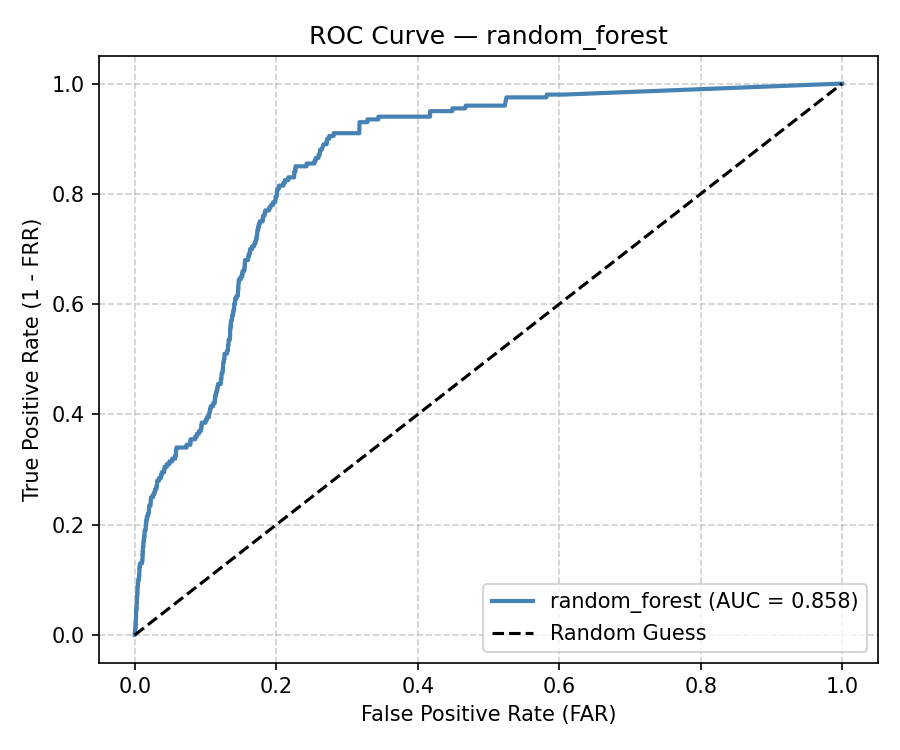 ROC Curve — random_forest
True Positive Rate (1 - FRR)
1.0
0.8
0.6
0.4
0.2
0.0
random_forest (AUC = 0.858)
Random Guess
0.0 0.2 0.4 0.6 0.8 1.0
False Positive Rate (FAR)